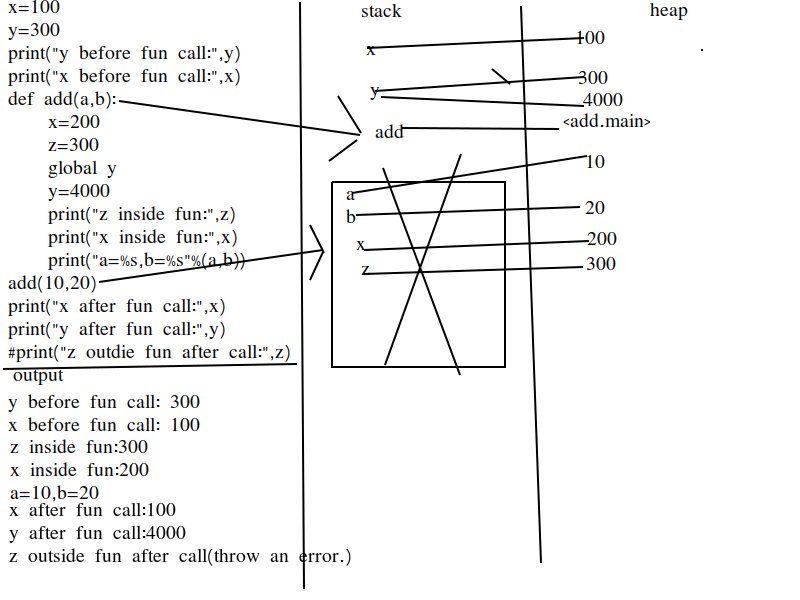 x=100
y=300
print("y before fun call:",y)
print("x before fun call:",x)
def add(a,b):
x=200
z=300
global y
y=4000
print("z inside fun:",z)
print("x inside fun:",x)
print("a=%s,b=%s"%(a,b))
add(10,20)
print("x after fun call:",x)
print("y after fun call:",y)
#print("z outdie fun after call:",z)
output
y before fun call: 300
x before fun call: 100
z inside fun:300
x inside fun:200
a=10,b=20
x after fun call:100
y after fun call:4000
z outside fun after call(throw an error.)
stack
x
y
add
a
b
x
z
heap
100
300
4000
<add.main>
10
20
200
300